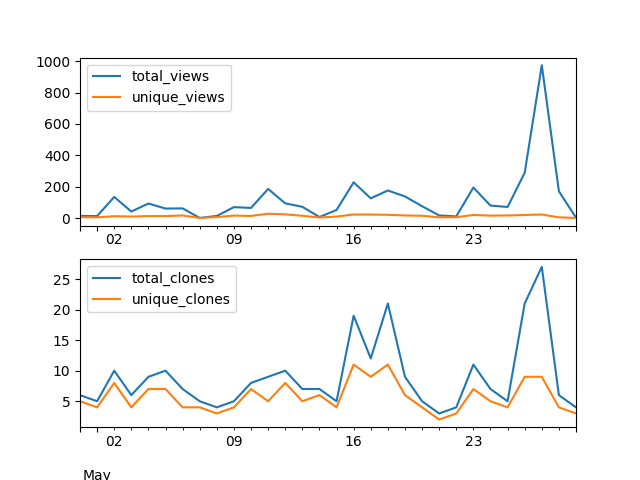 1000
800
600
400
200
0
total_views
unique_views
02 09 16 23
25
20
15
10
5
total_clones
unique_clones
02 09 16 23
May